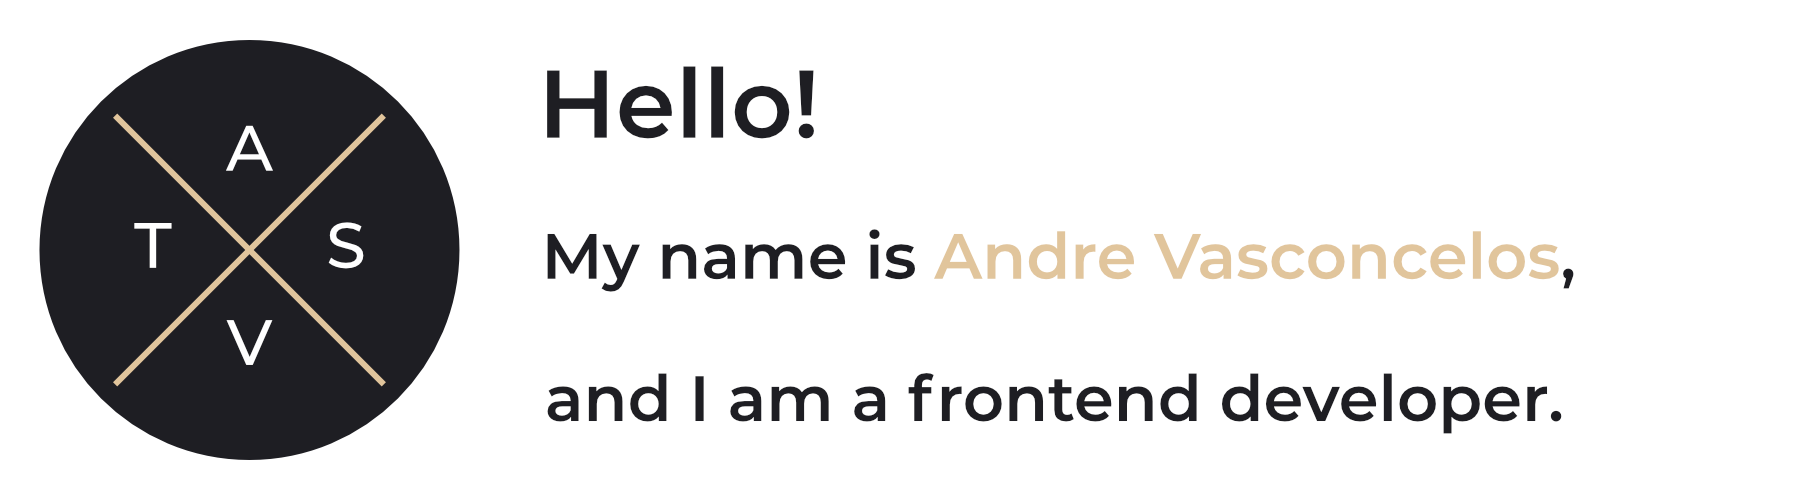 A
T S
V
Hello!
My name is Andre Vasconcelos,
and I am a frontend developer.